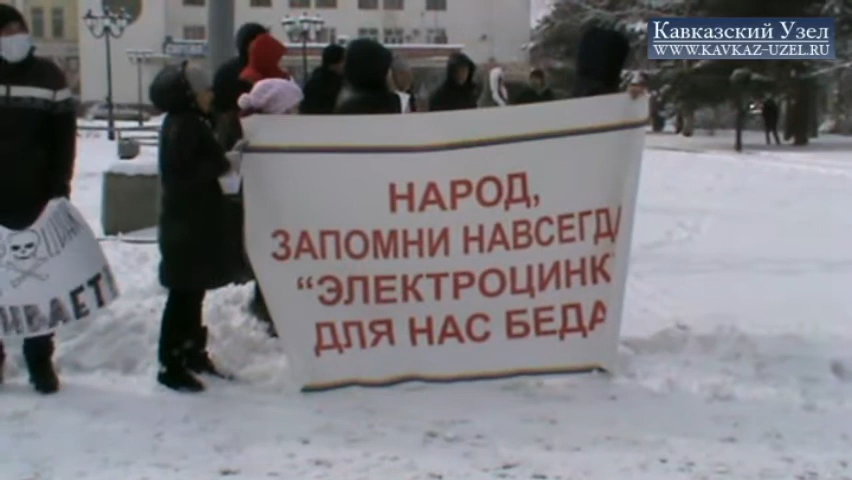 Кавказский Узел
WWW.KAVKAZ-UZEL.RU
НАРОД,
ЗАПОМНИ НАВСЕГДА
“ЭЛЕКТРОЦИНК
ДЛЯ НАС БЕДА